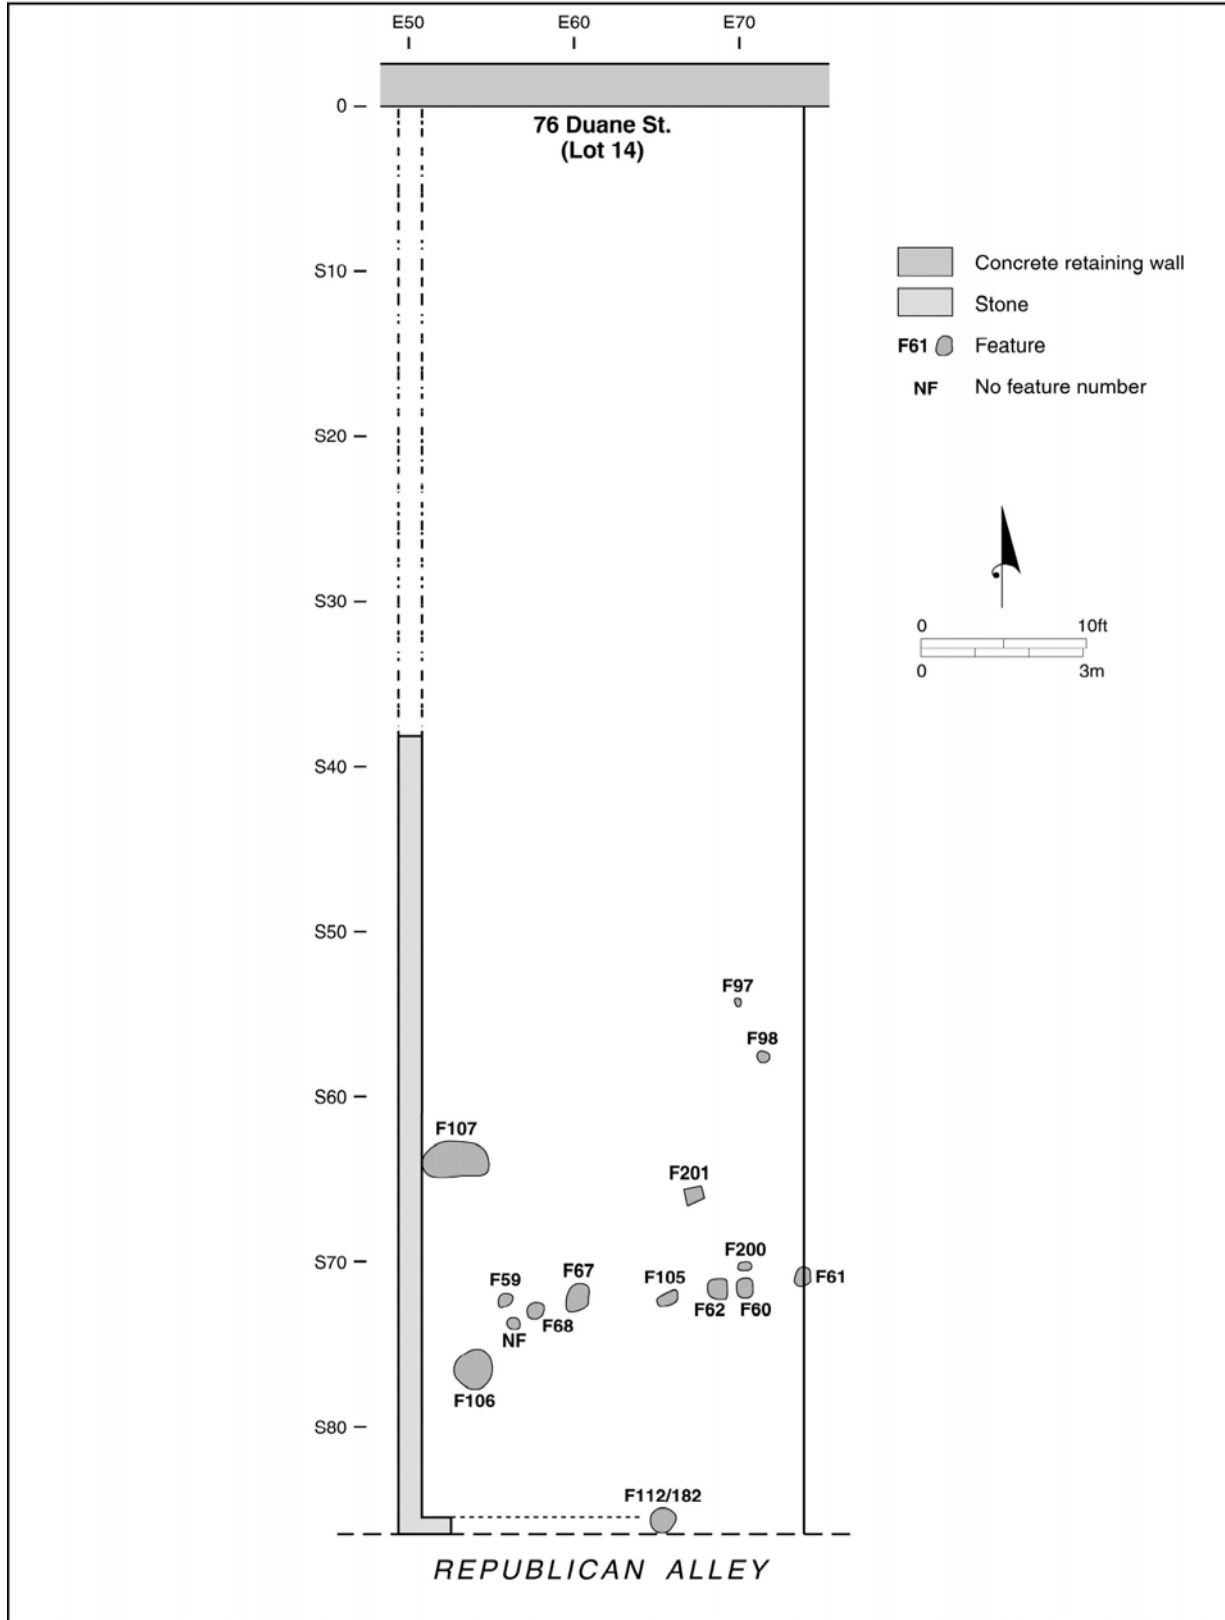 E50 E60 E70
0
76 Duane St.
(Lot 14)
S10
Concrete retaining wall
Stone
F61 Feature
NF No feature number
S20
S30
0 10ft
0 3m
S40
S50
F97
F98
S60
F107
F201
S70
F200
F67
F105
F61
F59
F62 F60
F68
NF
F106
S80
F112/182
REPUBLICAN ALLEY